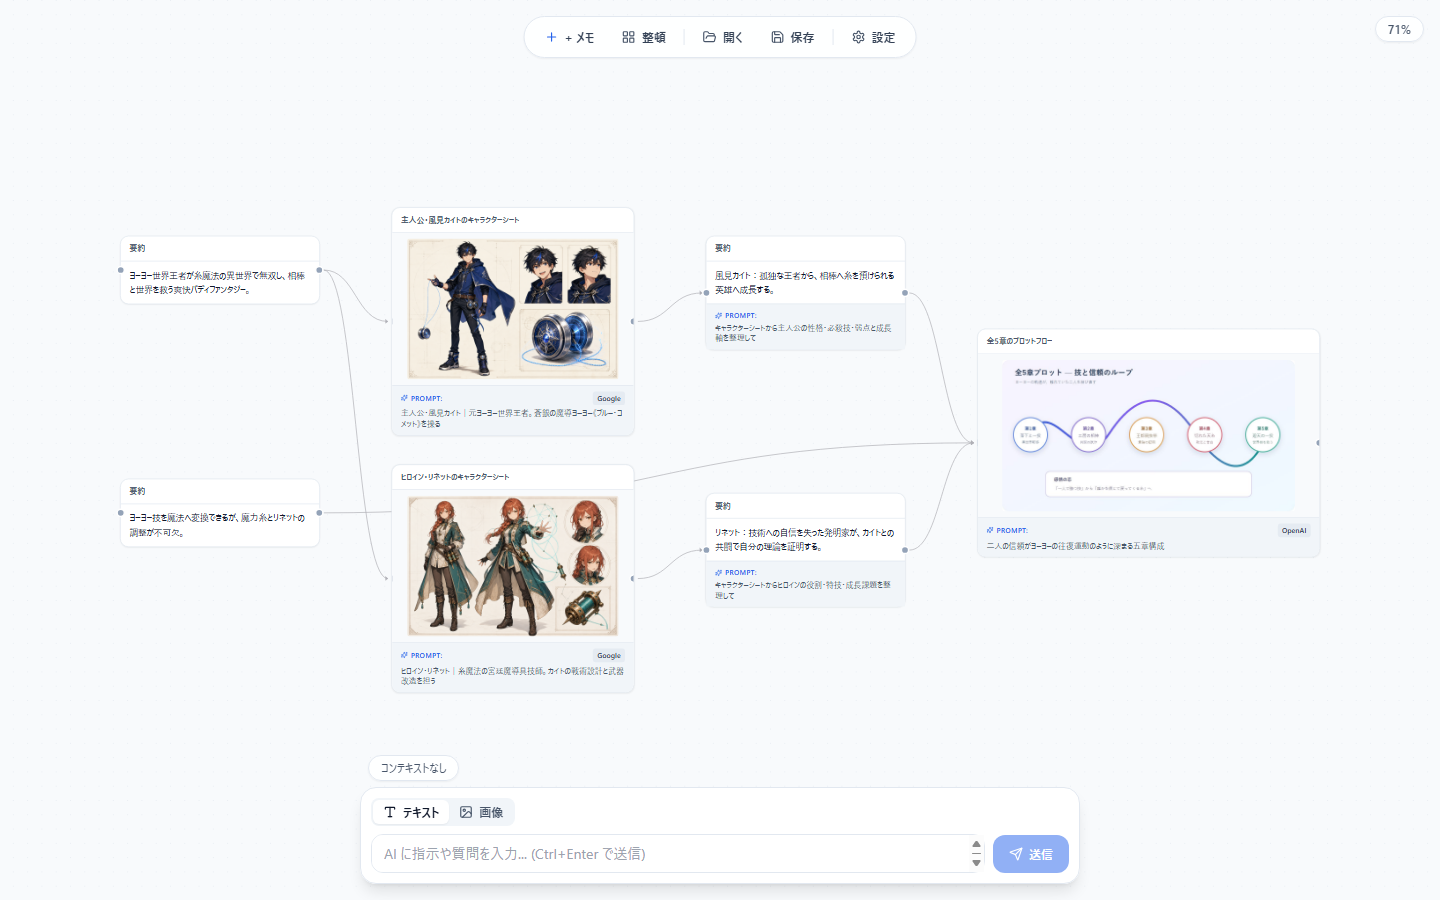 + メモ
整頓
開く
保存
設定
71%
要約
ヨーヨー世界王者が糸魔法の異世界で無双し、相棒
と世界を救う爽快バディファンタジー。
要約
ヨーヨー技を魔法へ変換できるが、魔力糸とリネットの
調整が不可欠。
主人公・風見カイトのキャラクターシート
PROMPT:
Google
主人公・風見カイト｜元ヨーヨー世界王者。蒼銀の魔導ヨーヨー《ブルー・コ
メット》を操る
ヒロイン・リネットのキャラクターシート
PROMPT:
Google
ヒロイン・リネット｜糸魔法の宮廷魔導具技師。カイトの戦術設計と武器
改造を担う
要約
風見カイト：孤独な王者から、相棒へ糸を預けられる
英雄へ成長する。
PROMPT:
キャラクターシートから主人公の性格・必殺技・弱点と成長
軸を整理して
要約
リネット：技術への自信を失った発明家が、カイトとの
共闘で自分の理論を証明する。
PROMPT:
キャラクターシートからヒロインの役割・特技・成長課題を整
理して
全5章のプロットフロー
全5章プロット — 技と信頼のループ
PROMPT:
OpenAI
二人の信頼がヨーヨーの往復運動のように深まる五章構成
コンテキストなし
テキスト
画像
AI に指示や質問を入力... (Ctrl+Enter で送信)
送信